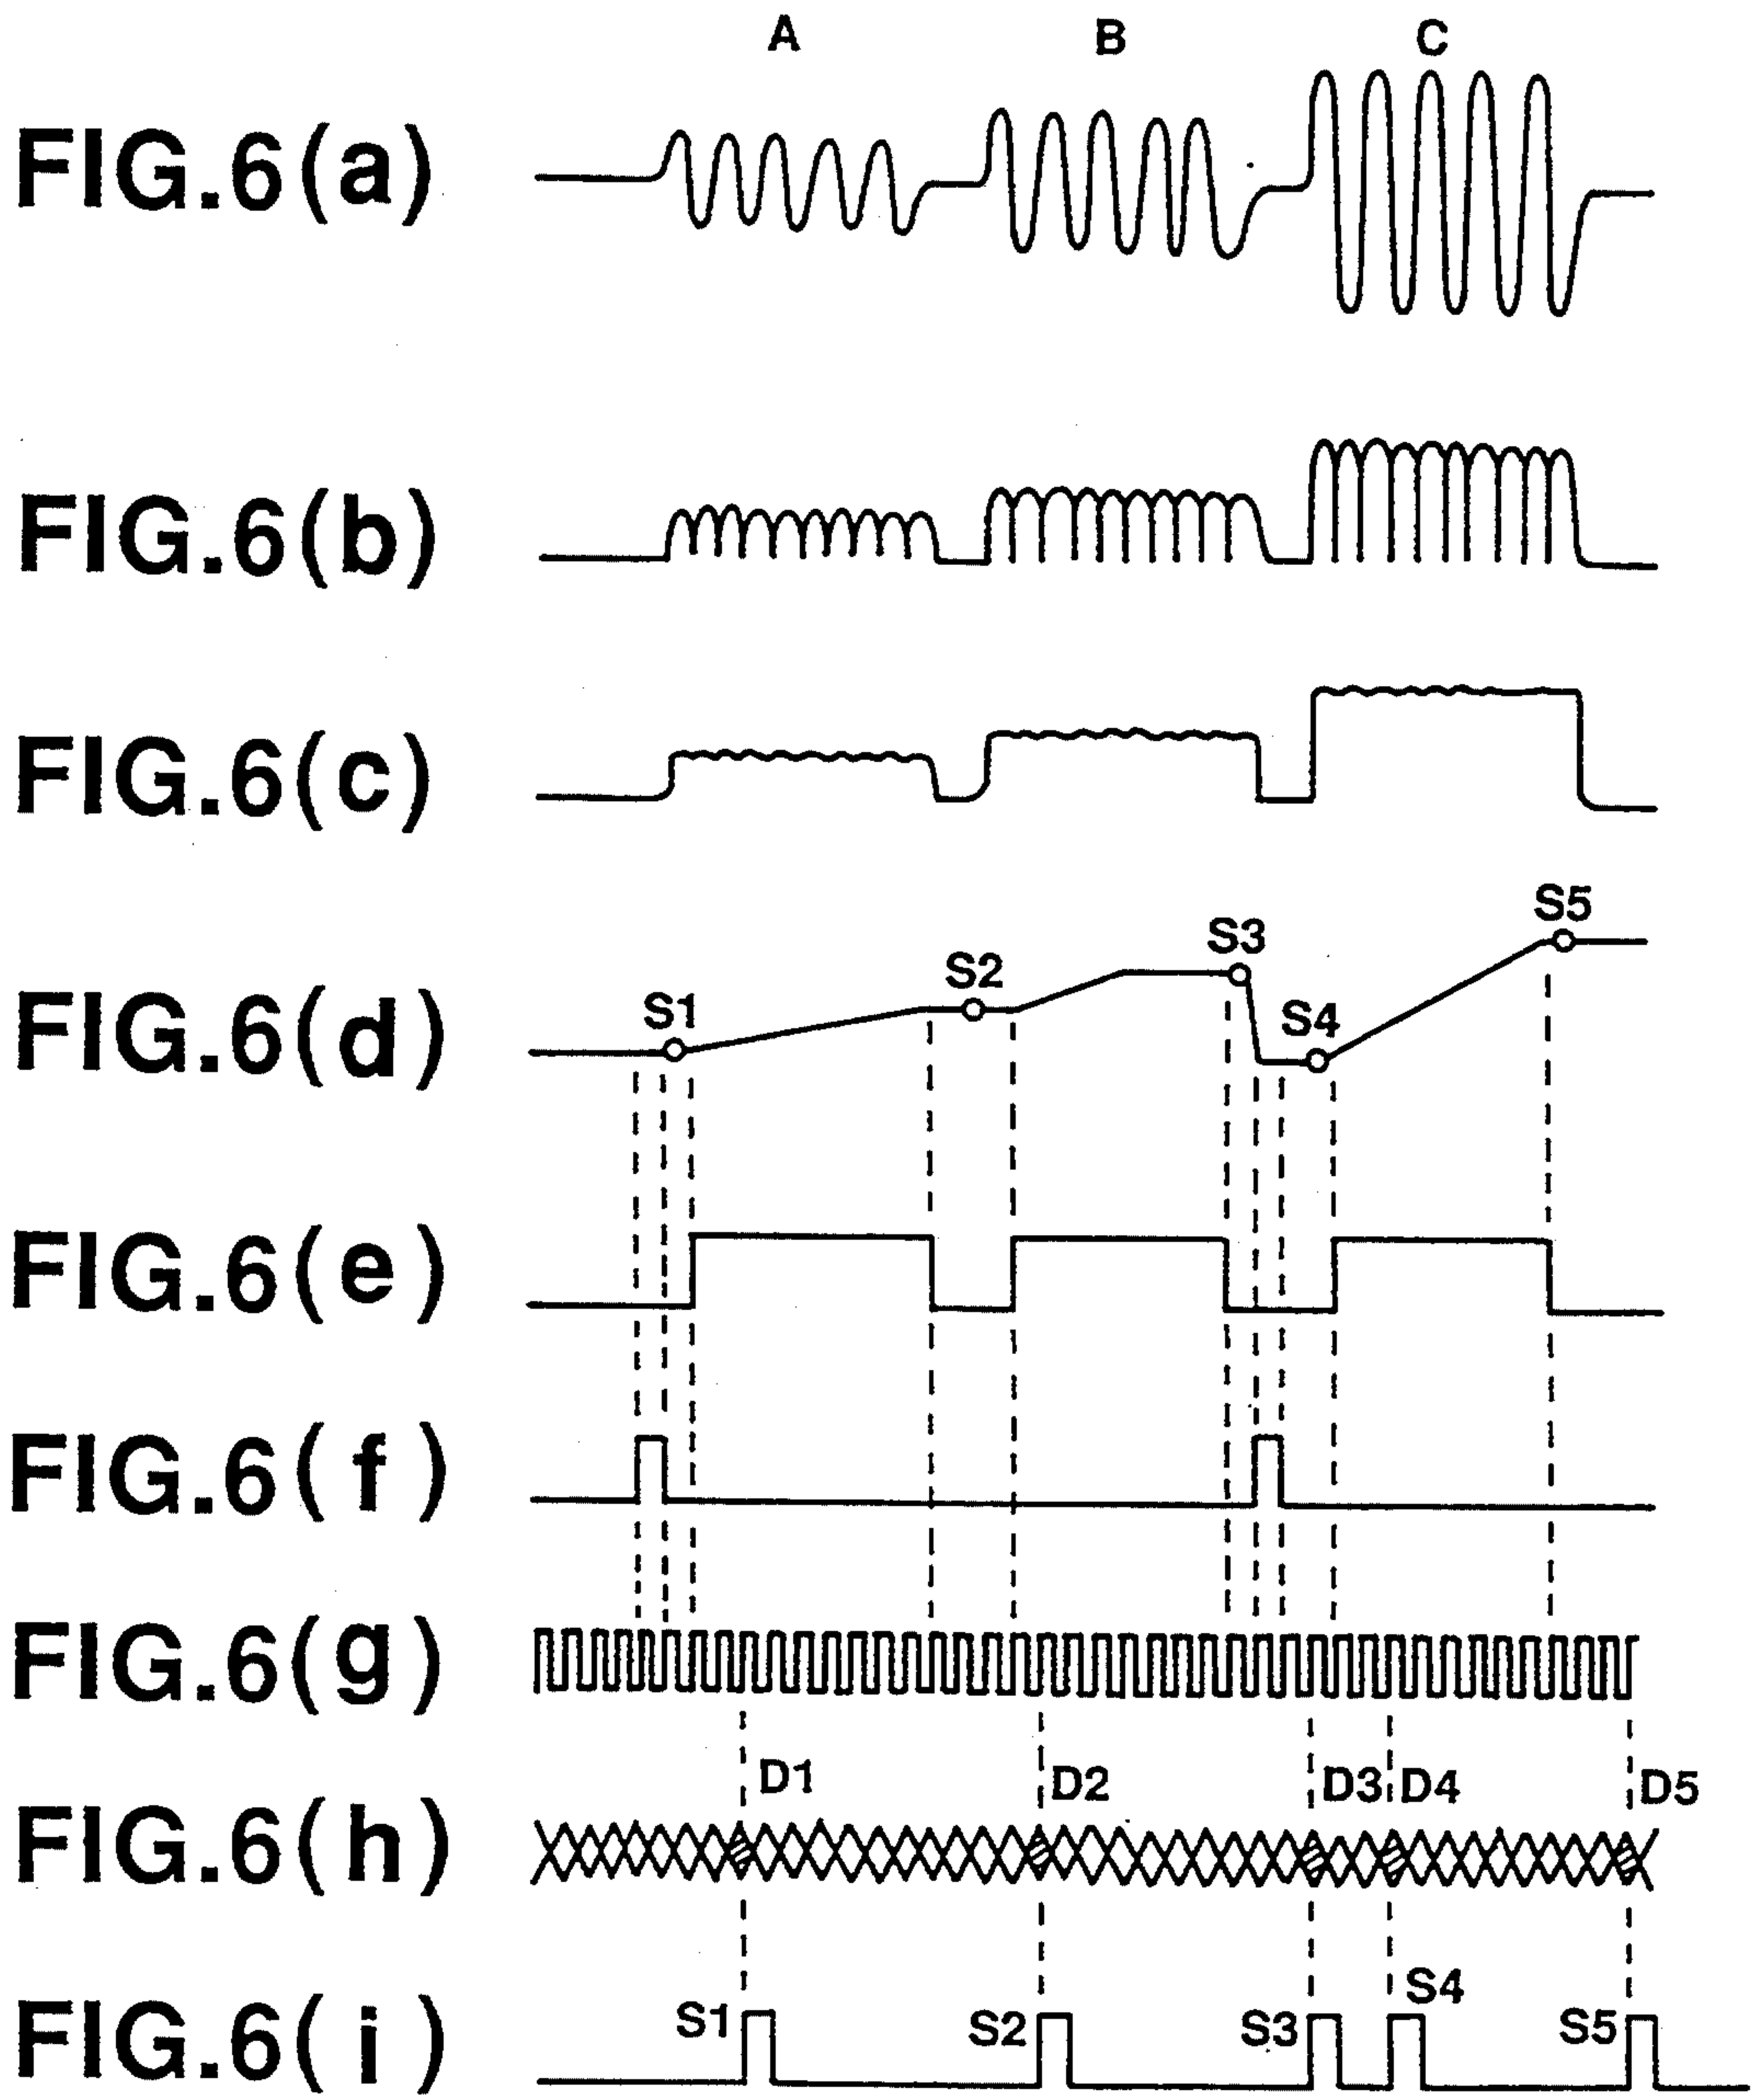 A B C
FIG.6(a)
FIG.6(b)
FIG.6(c)
S5
S3
S2
S1 S4
FIG.6(d)
FIG.6(e)
FIG.6(f)
FIG.6(g)
D1 D2 D3 D4 D5
FIG.6(h)
S4
S1 S2 S3 S5
FIG.6(i)